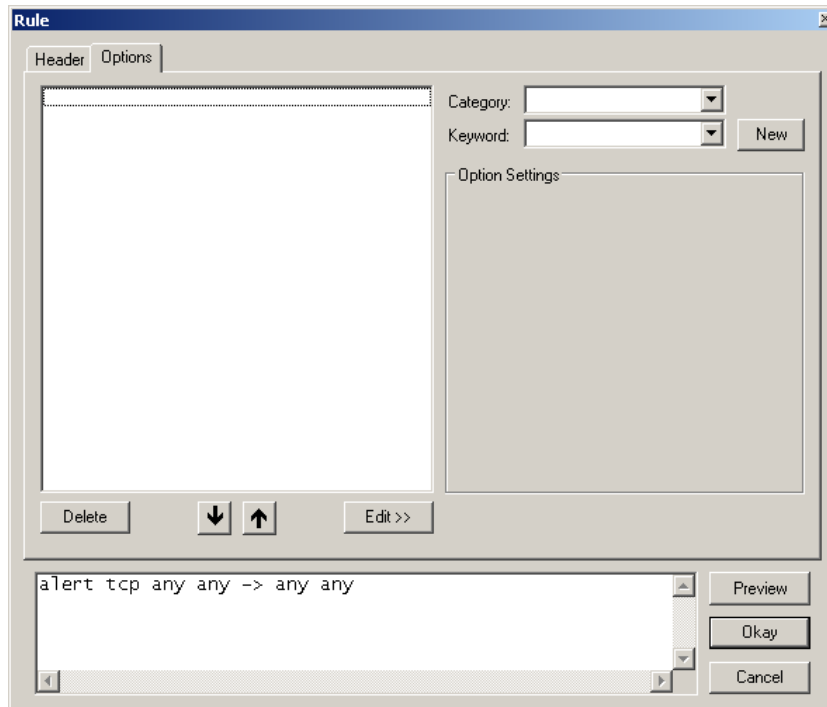 Rule
Header Options
Category:
Keyword: New
Option Settings
Delete Edit >>
alert tcp any any -> any any
Preview
Okay
Cancel